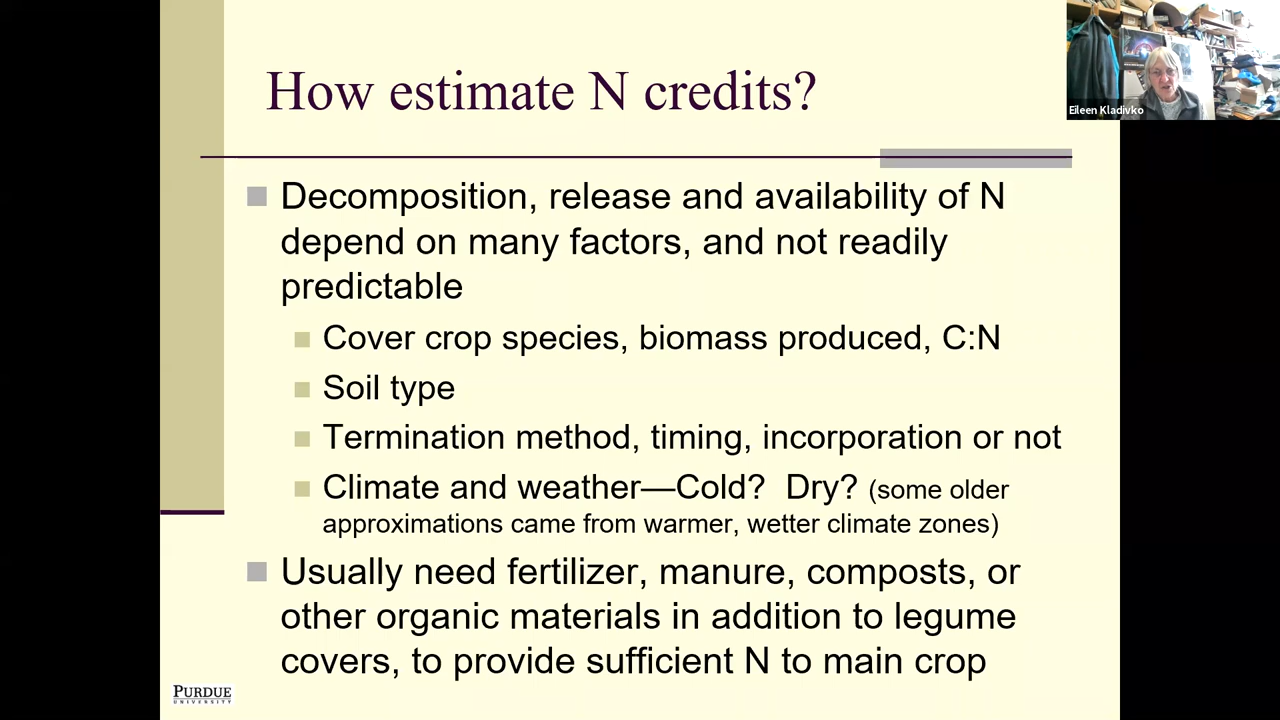 How estimate N credits?
Eileen Kladivko
Decomposition, release and availability of N
depend on many factors, and not readily
predictable
Cover crop species, biomass produced, C:N
Soil type
Termination method, timing, incorporation or not
Climate and weather—Cold?  Dry? (some older
approximations came from warmer, wetter climate zones)
Usually need fertilizer, manure, composts, or
other organic materials in addition to legume
covers, to provide sufficient N to main crop
PURDUE
UNIVERSITY